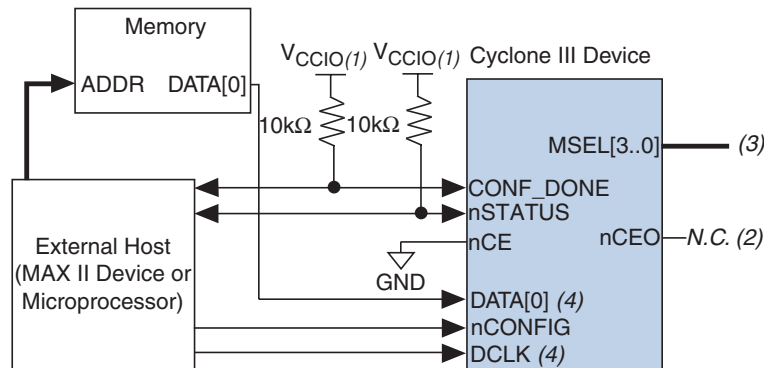 Memory
ADDR DATA[0]
VCCIO(1) VCCIO(1)
Cyclone III Device
10kΩ 10kΩ
MSEL[3..0] (3)
CONF_DONE
nSTATUS
nCE
nCEO N.C. (2)
GND
External Host
(MAX II Device or
Microprocessor)
DATA[0] (4)
nCONFIG
DCLK (4)